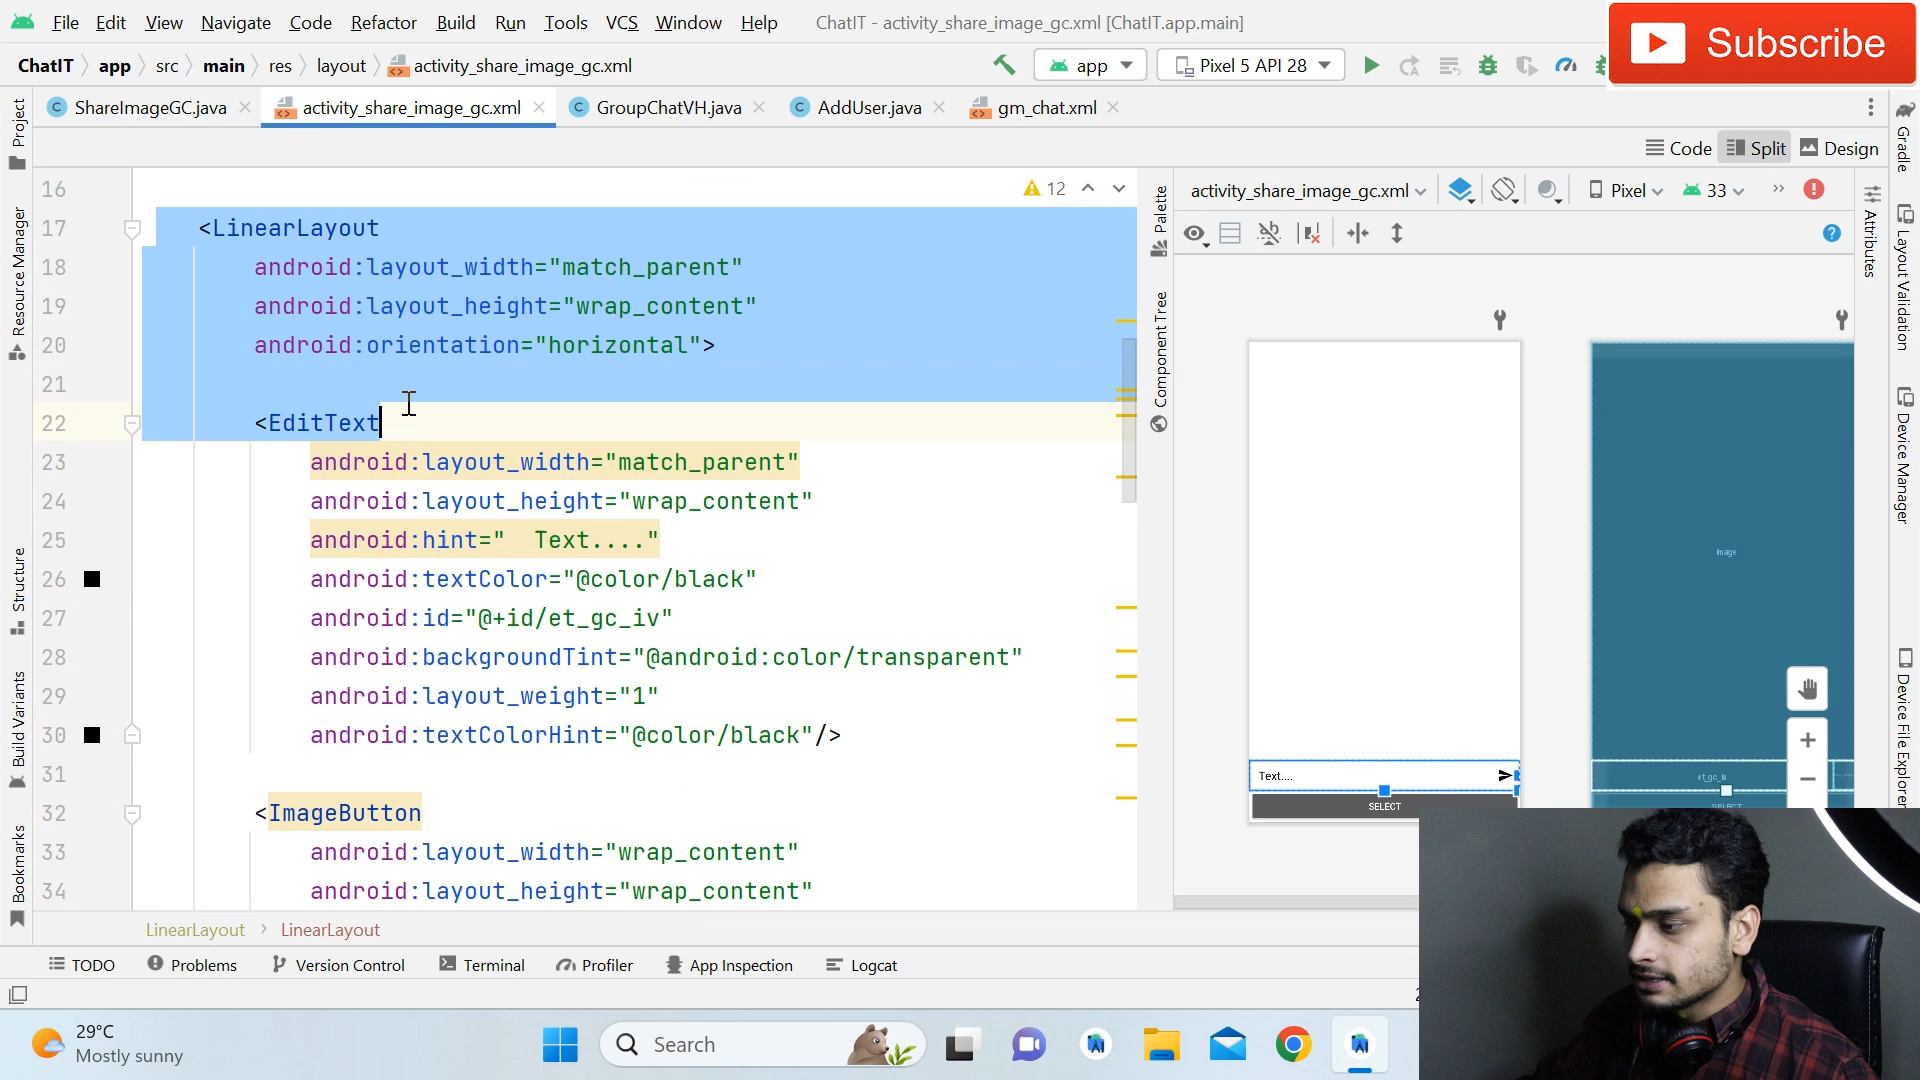 File Edit View Navigate Code Refactor Build Run Tools VCS Window Help ChatIT - activity_share_image_gc.xml [ChatIT.app.main]
Subscribe
ChatIT app src main res layout activity_share_image_gc.xml
app Pixel 5 API 28
ShareImageGC.java activity_share_image_gc.xml GroupChatVH.java AddUser.java gm_chat.xml
Code Split Design
Project
Resource Manager
Structure
Build Variants
Bookmarks
12
16
17 <LinearLayout
18 android:layout_width="match_parent"
19 android:layout_height="wrap_content"
20 android:orientation="horizontal">
21
22 <EditText
23 android:layout_width="match_parent"
24 android:layout_height="wrap_content"
25 android:hint="  Text...."
26 android:textColor="@color/black"
27 android:id="@+id/et_gc_iv"
28 android:backgroundTint="@android:color/transparent"
29 android:layout_weight="1"
30 android:textColorHint="@color/black"/>
31
32 <ImageButton
33 android:layout_width="wrap_content"
34 android:layout_height="wrap_content"
LinearLayout LinearLayout
Palette
Component Tree
activity_share_image_gc.xml Pixel 33
Text....
SELECT
Image
et_gc_iv
SELECT
Attributes
Gradle
Layout Validation
Device Manager
Device File Explorer
TODO Problems Version Control Terminal Profiler App Inspection Logcat
29°C
Mostly sunny
Search